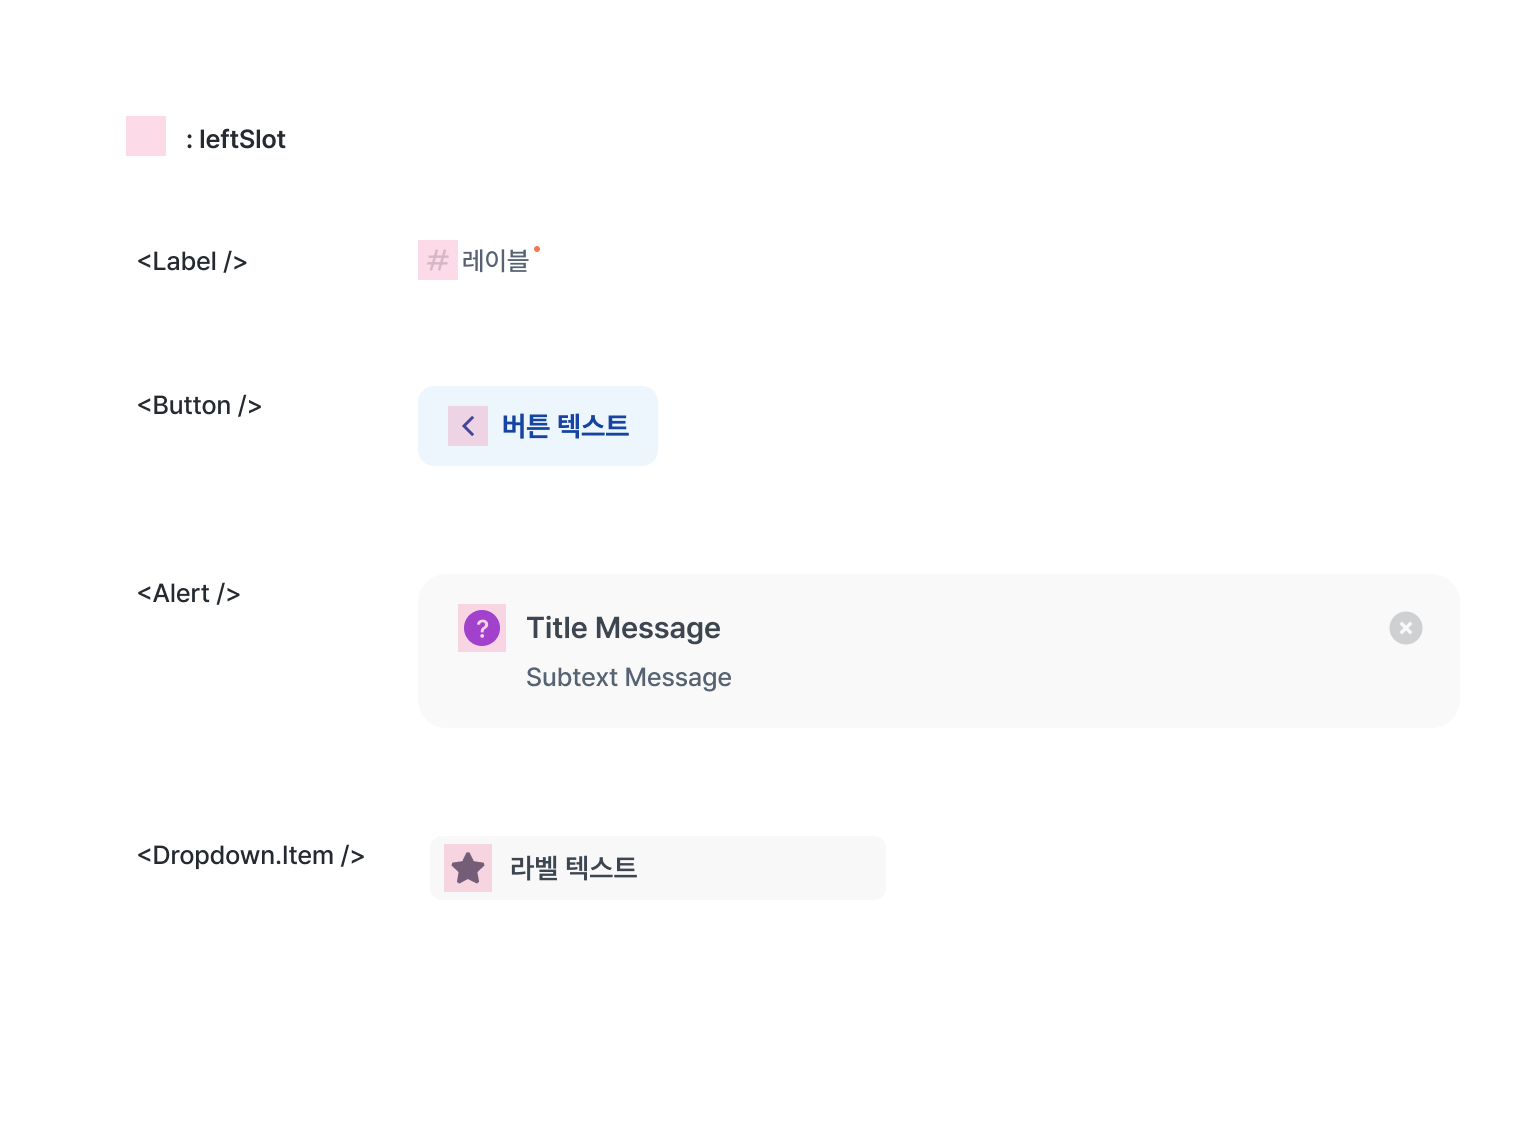 : leftSlot
<Label />
# 레이블
<Button />
버튼 텍스트
<Alert />
? Title Message
Subtext Message
<Dropdown.Item />
라벨 텍스트